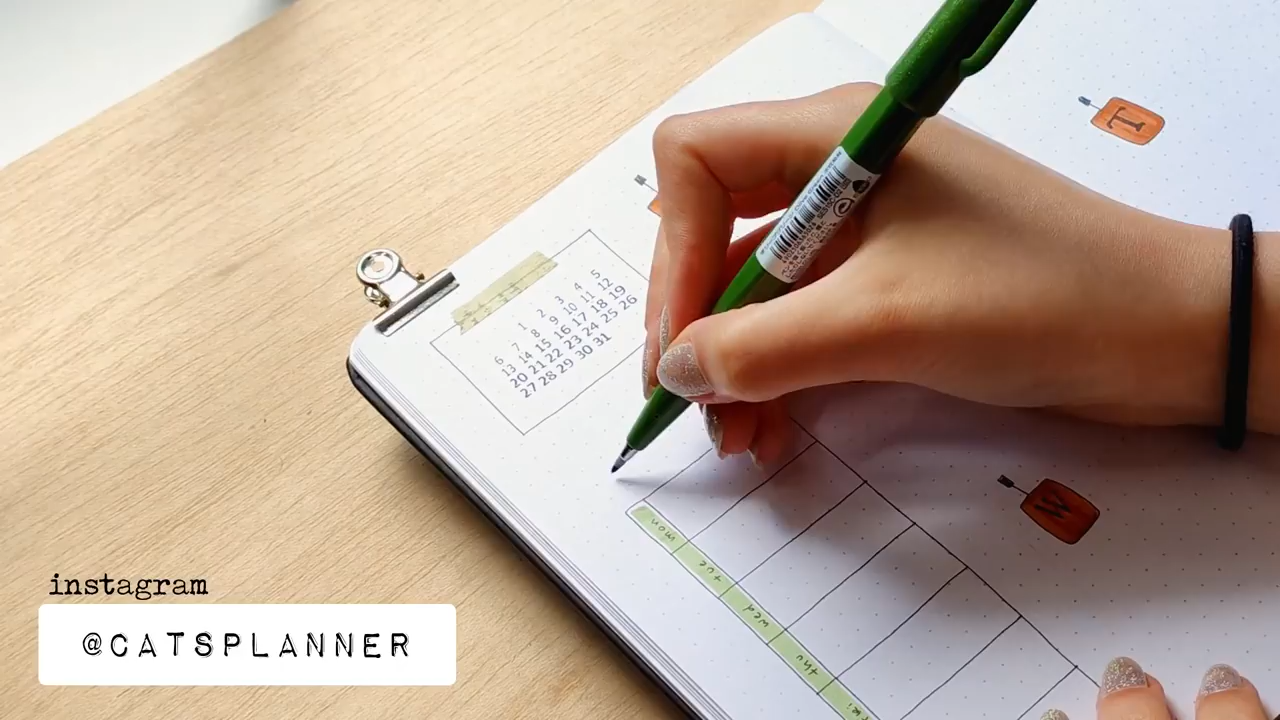 T
1 2 3 4 5
6 7 8 9 10 11 12
13 14 15 16 17 18 19
20 21 22 23 24 25 26
27 28 29 30 31
W
mon
tue
wed
thu
instagram
@CATSPLANNER